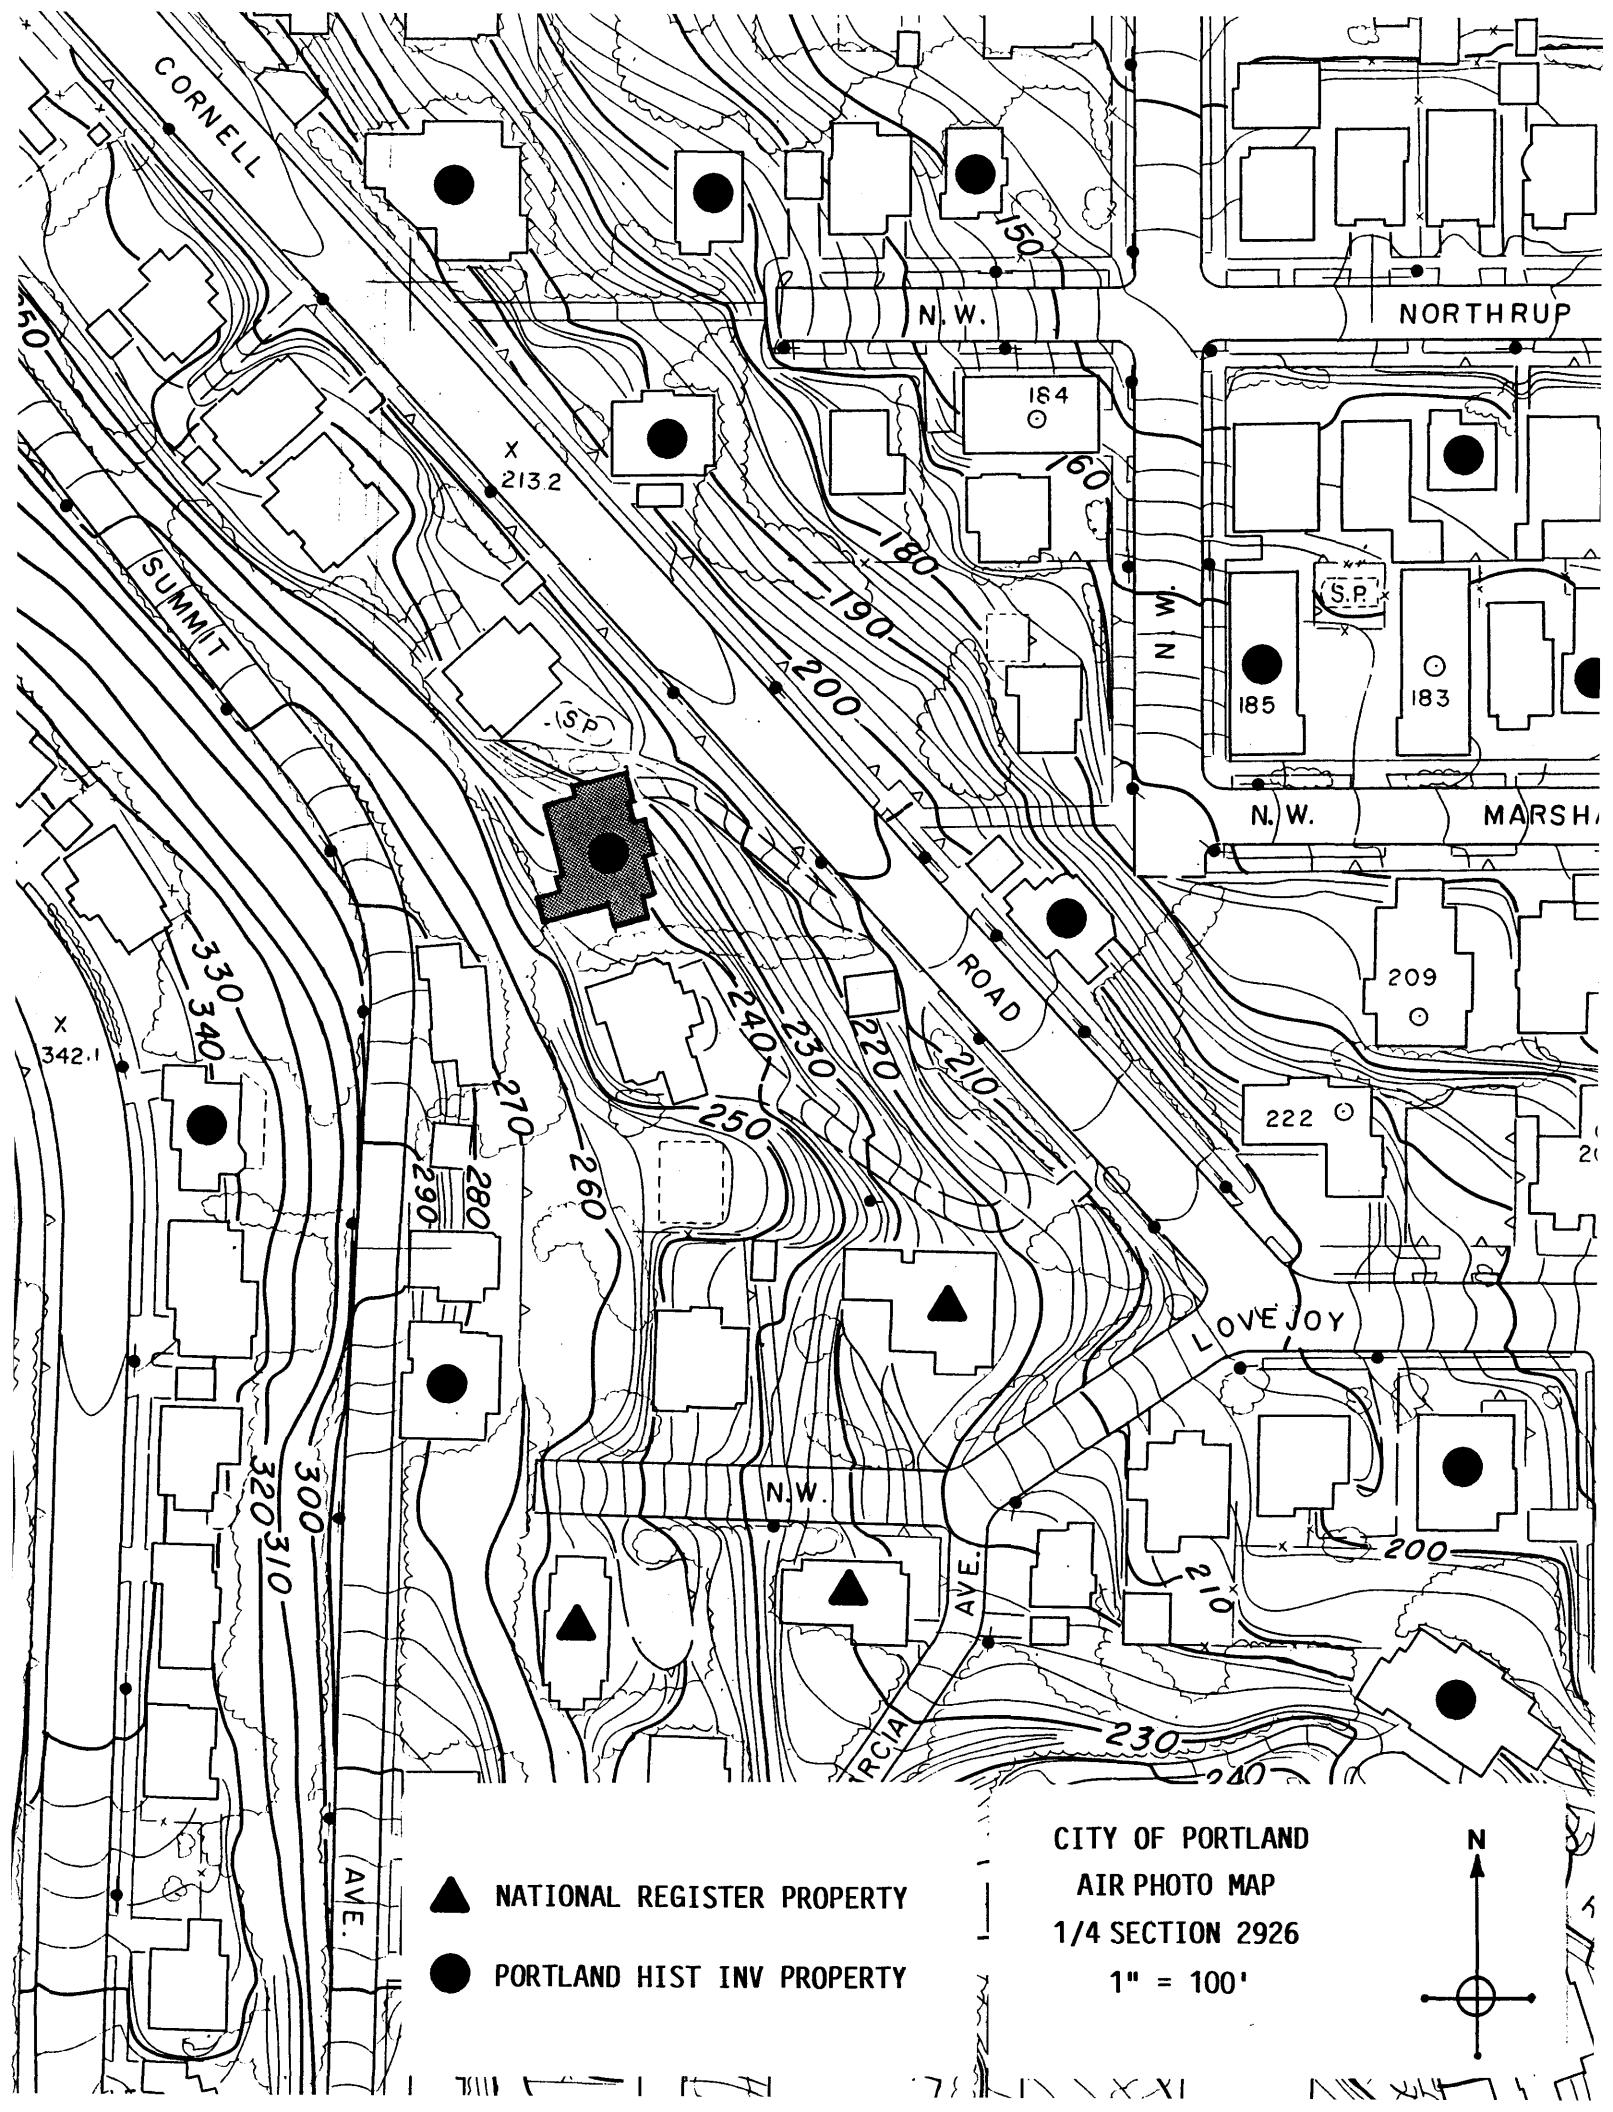 CORNELL
150
N.W.
NORTHRUP
184
X
213.2
160
180
S.P.
SUMMIT
190
N.W.
200
185
183
S.P.
N.W.
MARSHA
330
340
209
ROAD
X
342.1
240
230
220
210
270
250
222
290
280
260
LOVEJOY
N.W.
320
300
310
200
AVE.
210
RCIA
230
240
AVE.
NATIONAL REGISTER PROPERTY
PORTLAND HIST INV PROPERTY
CITY OF PORTLAND
AIR PHOTO MAP
1/4 SECTION 2926
1" = 100'
N